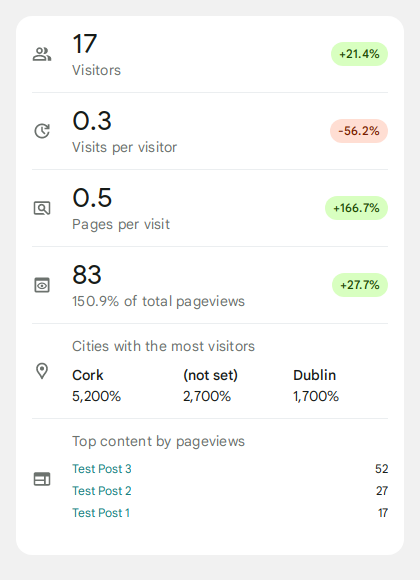 17
Visitors
+21.4%
0.3
Visits per visitor
-56.2%
0.5
Pages per visit
+166.7%
83
150.9% of total pageviews
+27.7%
Cities with the most visitors
Cork (not set) Dublin
5,200% 2,700% 1,700%
Top content by pageviews
Test Post 3 52
Test Post 2 27
Test Post 1 17